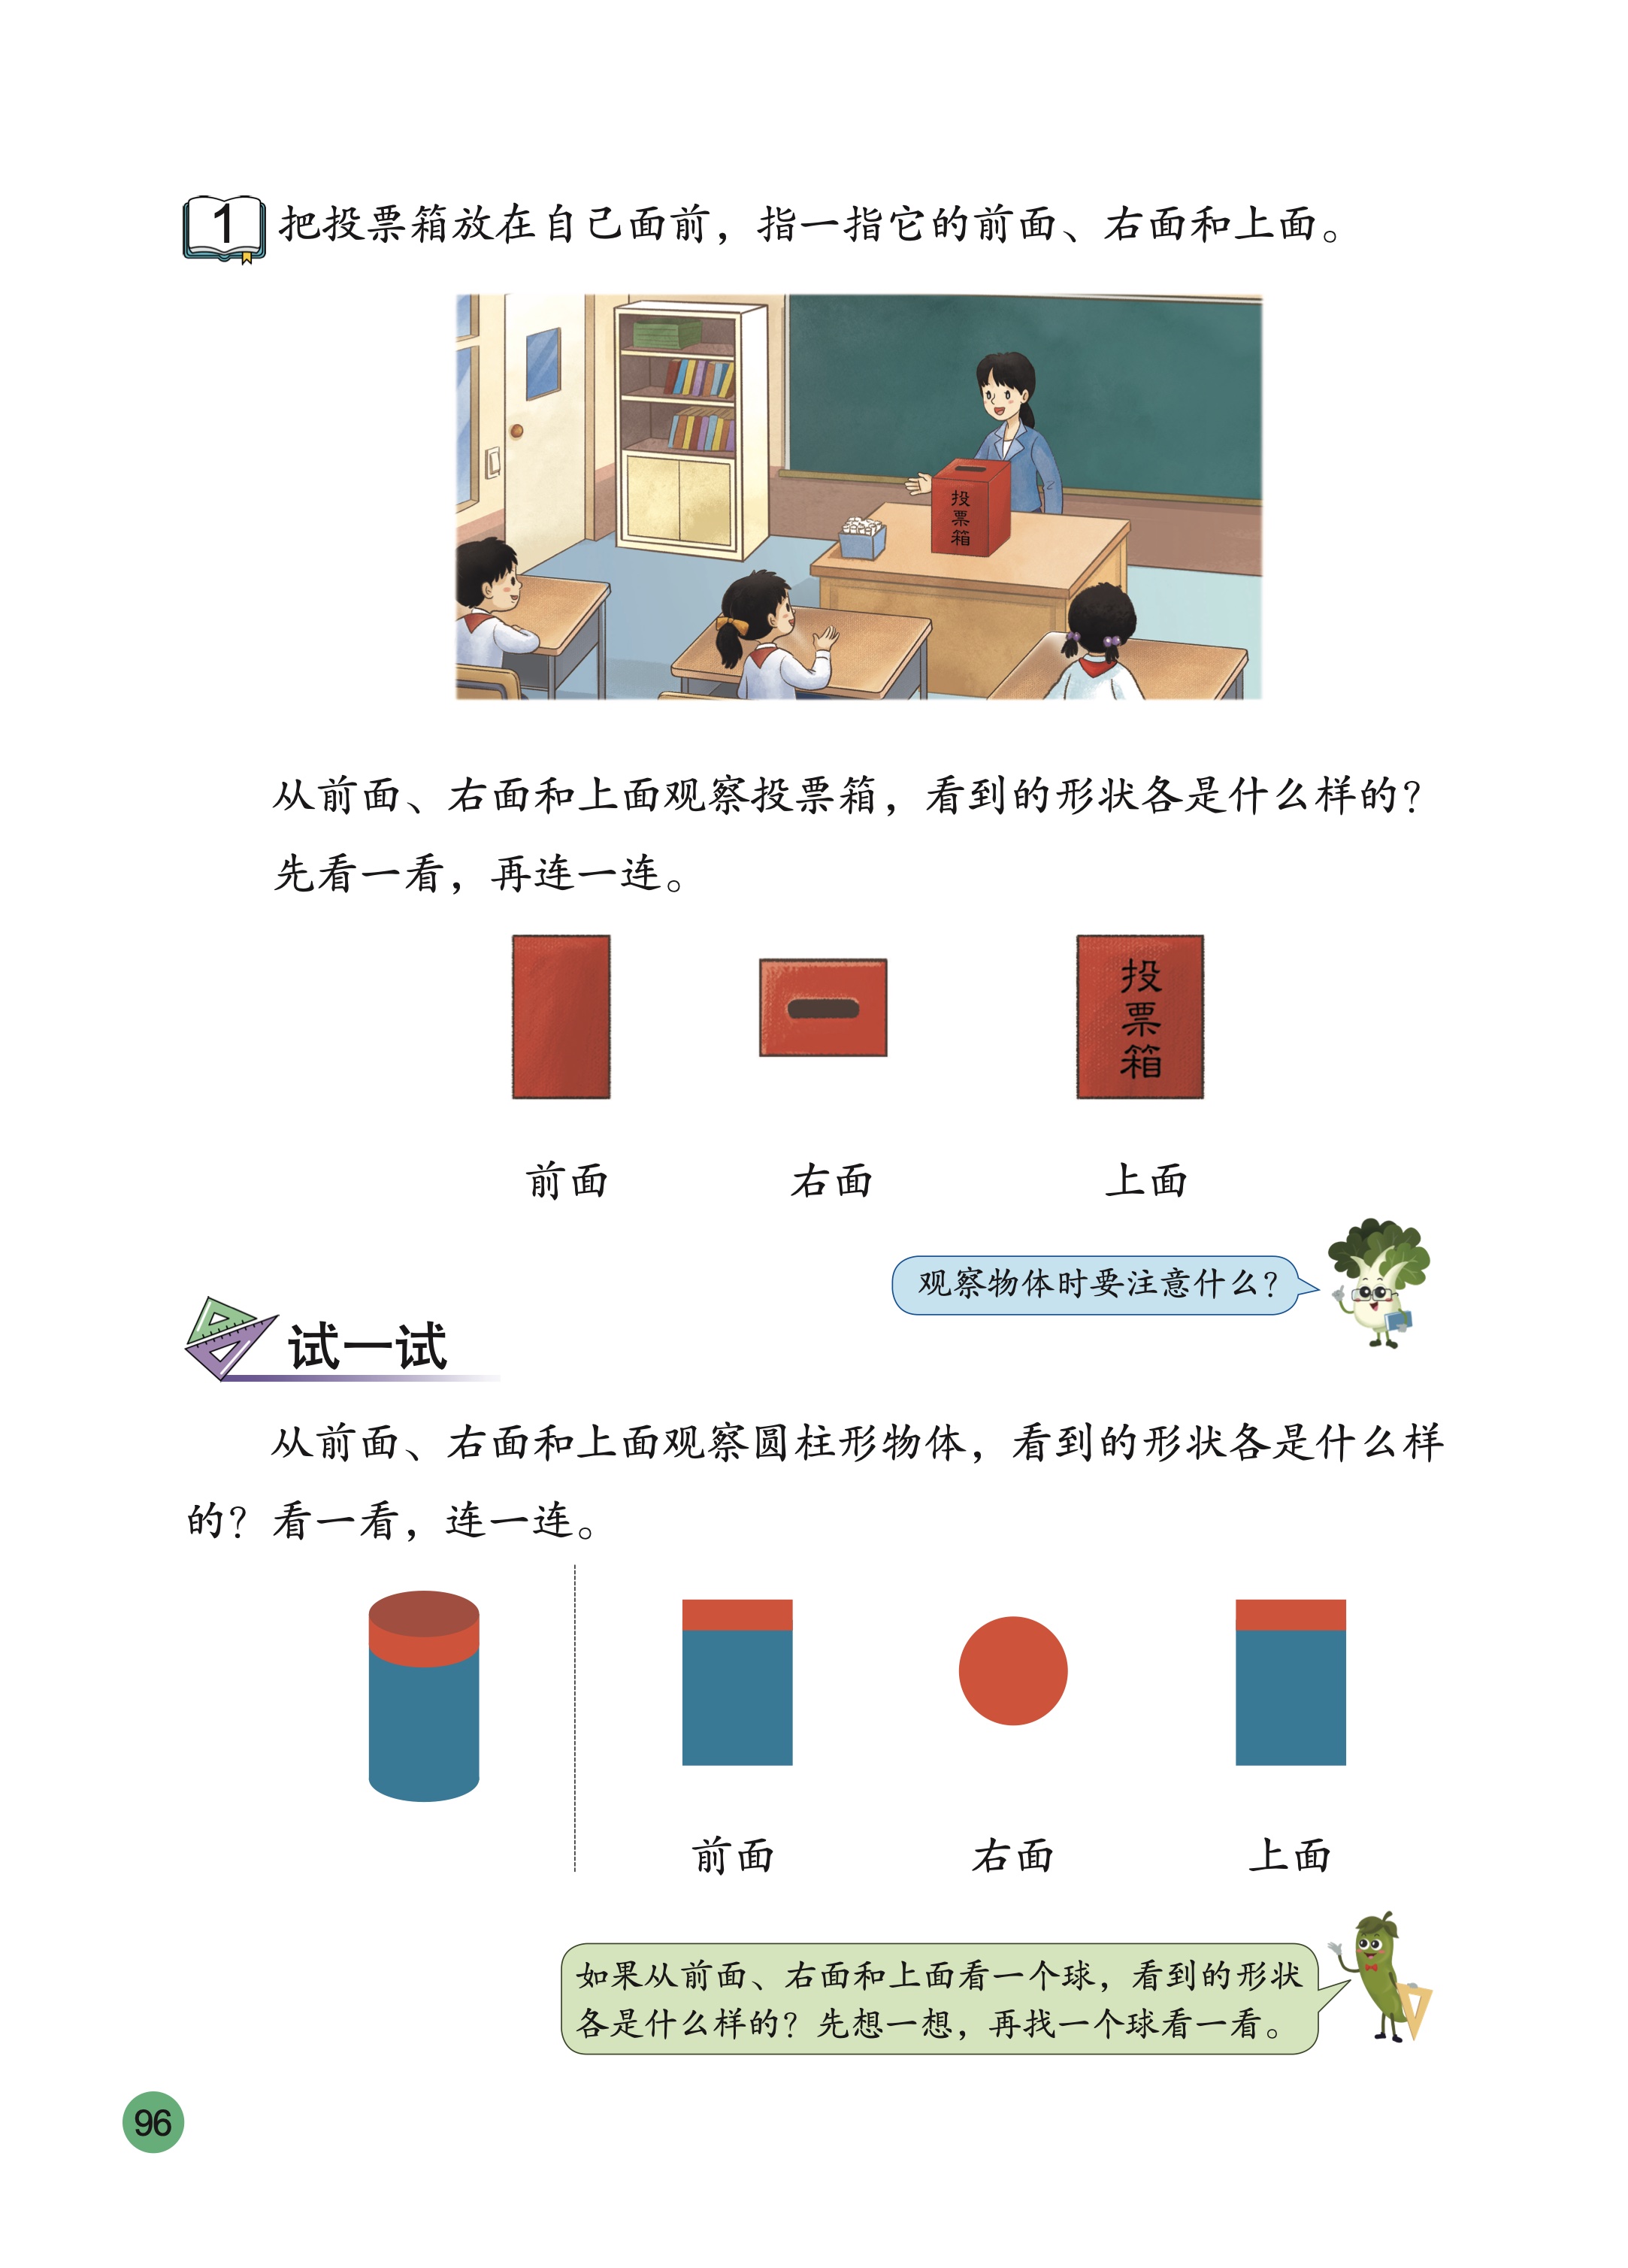 1 把投票箱放在自己面前，指一指它的前面、右面和上面。
投
票
箱
从前面、右面和上面观察投票箱，看到的形状各是什么样的？
先看一看，再连一连。
投
票
箱
前面 右面 上面
观察物体时要注意什么？
试一试
从前面、右面和上面观察圆柱形物体，看到的形状各是什么样
的？看一看，连一连。
前面 右面 上面
如果从前面、右面和上面看一个球，看到的形状
各是什么样的？先想一想，再找一个球看一看。
96